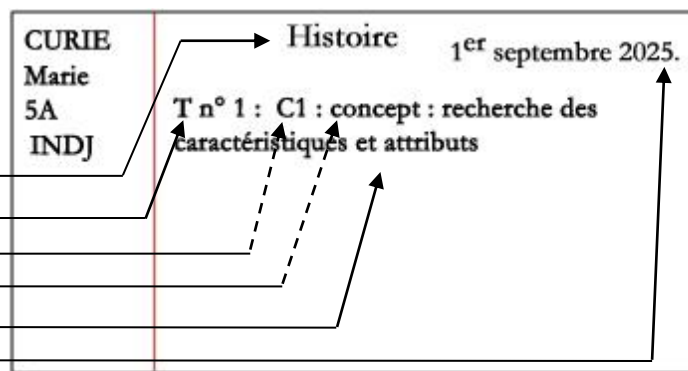 CURIE
Marie
5A
INDJ
Histoire
1er septembre 2025.
T n° 1 : C1 : concept : recherche des
caractéristiques et attributs